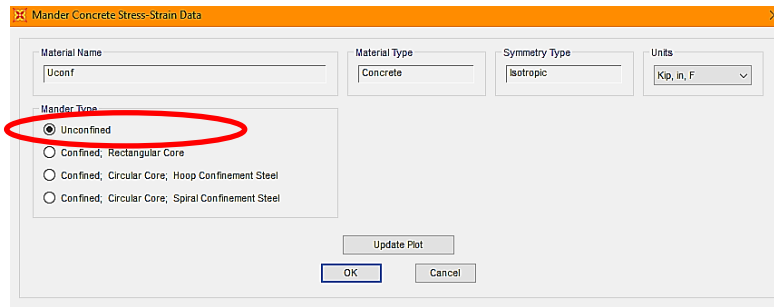 Mander Concrete Stress-Strain Data
Material Name
Uconf
Material Type
Concrete
Symmetry Type
Isotropic
Units
Kip, in, F
Mander Type
Unconfined
Confined; Rectangular Core
Confined; Circular Core; Hoop Confinement Steel
Confined; Circular Core; Spiral Confinement Steel
Update Plot
OK
Cancel